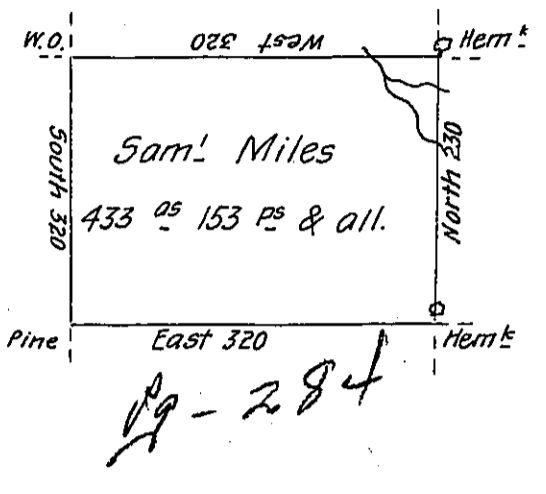 W.O. West 320 Hemk
South 320
North 230
Saml Miles
433 as 153 ps & all.
Pine East 320 Hemk
Pg - 284